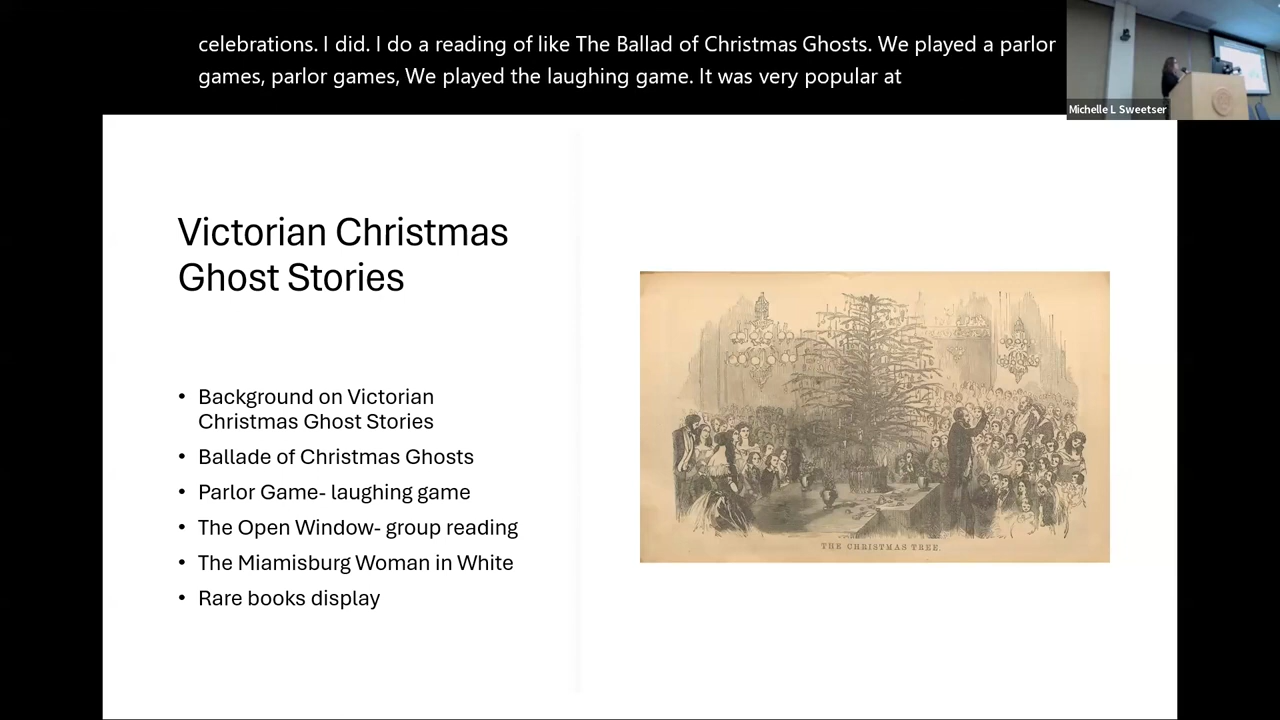 celebrations. I did. I do a reading of like The Ballad of Christmas Ghosts. We played a parlor
games, parlor games, We played the laughing game. It was very popular at
Michelle L Sweetser
Victorian Christmas
Ghost Stories
• Background on Victorian
Christmas Ghost Stories
• Ballade of Christmas Ghosts
• Parlor Game- laughing game
• The Open Window- group reading
• The Miamisburg Woman in White
• Rare books display
THE CHRISTMAS TREE.